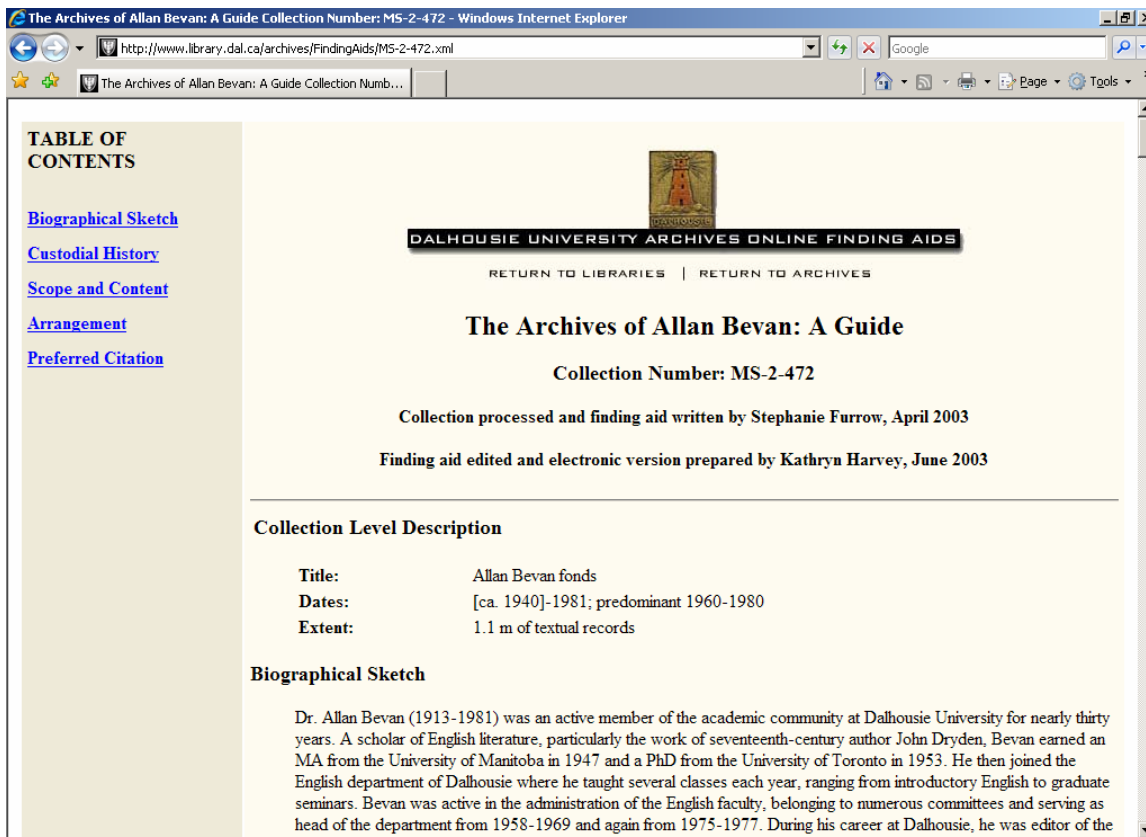 The Archives of Allan Bevan: A Guide Collection Number: MS-2-472 - Windows Internet Explorer
http://www.library.dal.ca/archives/FindingAids/MS-2-472.xml
Google
The Archives of Allan Bevan: A Guide Collection Numb...
Page
Tools
TABLE OF
CONTENTS
Biographical Sketch
Custodial History
Scope and Content
Arrangement
Preferred Citation
DALHOUSIE
DALHOUSIE UNIVERSITY ARCHIVES ONLINE FINDING AIDS
RETURN TO LIBRARIES | RETURN TO ARCHIVES
The Archives of Allan Bevan: A Guide
Collection Number: MS-2-472
Collection processed and finding aid written by Stephanie Furrow, April 2003
Finding aid edited and electronic version prepared by Kathryn Harvey, June 2003
Collection Level Description
Title: Allan Bevan fonds
Dates: [ca. 1940]-1981; predominant 1960-1980
Extent: 1.1 m of textual records
Biographical Sketch
Dr. Allan Bevan (1913-1981) was an active member of the academic community at Dalhousie University for nearly thirty
years. A scholar of English literature, particularly the work of seventeenth-century author John Dryden, Bevan earned an
MA from the University of Manitoba in 1947 and a PhD from the University of Toronto in 1953. He then joined the
English department of Dalhousie where he taught several classes each year, ranging from introductory English to graduate
seminars. Bevan was active in the administration of the English faculty, belonging to numerous committees and serving as
head of the department from 1958-1969 and again from 1975-1977. During his career at Dalhousie, he was editor of the